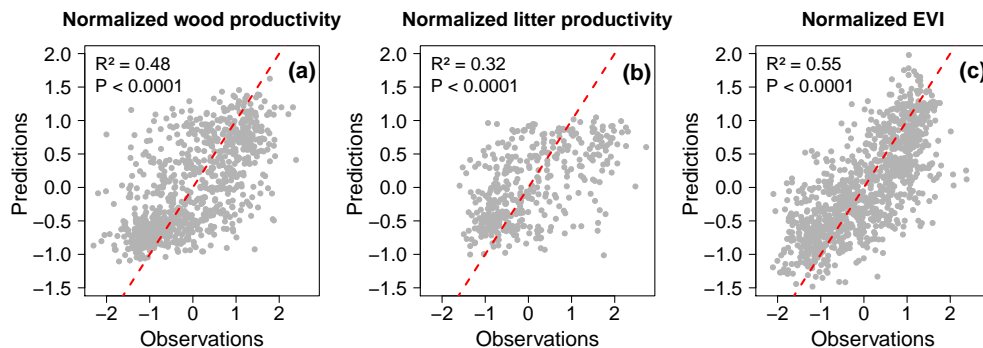 Normalized wood productivity
R² = 0.48
P < 0.0001
(a)
2.0
1.5
1.0
0.5
0.0
−0.5
−1.0
−1.5
Predictions
−2 −1 0 1 2
Observations
Normalized litter productivity
R² = 0.32
P < 0.0001
(b)
2.0
1.5
1.0
0.5
0.0
−0.5
−1.0
−1.5
Predictions
−2 −1 0 1 2
Observations
Normalized EVI
R² = 0.55
P < 0.0001
(c)
2.0
1.5
1.0
0.5
0.0
−0.5
−1.0
−1.5
Predictions
−2 −1 0 1 2
Observations